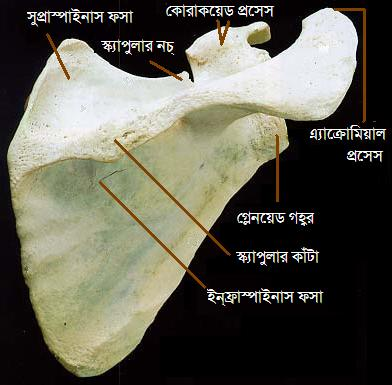 কোরাকয়েড প্রসেস
সুপ্রাস্পাইনাস ফসা
স্ক্যাপুলার নচ্
এ্যাক্রোমিয়াল
প্রসেস
গ্লেনয়েড গহ্বর
স্ক্যাপুলার কাঁটা
ইনফ্রাস্পাইনাস ফসা